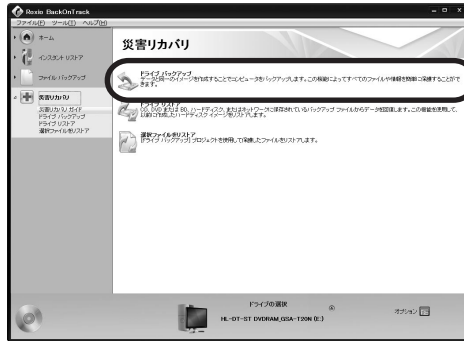 Roxio BackOnTrack
ファイル(F) ツール(T) ヘルプ(H)
ホーム
インスタント リストア
ファイル バックアップ
災害リカバリ
災害リカバリ ガイド
ドライブ バックアップ
ドライブ リストア
選択ファイルをリストア
災害リカバリ
ドライブ バックアップ
データと同一のイメージを作成することでコンピュータをバックアップします。この機能によってすべてのファイルや情報を簡単に保護することができます。
ドライブ リストア
CD、DVD または BD、ハードディスク、またはネットワークに保存されているバックアップ ファイルからデータを回復します。この機能を使用して、以前に作成したハードディスク イメージをリストアします。
選択ファイルをリストア
[ドライブ バックアップ] プロジェクトを使用して保護したファイルをリストアします。
ドライブの選択
HL-DT-ST DVDRAM_GSA-T20N (E:)
オプション